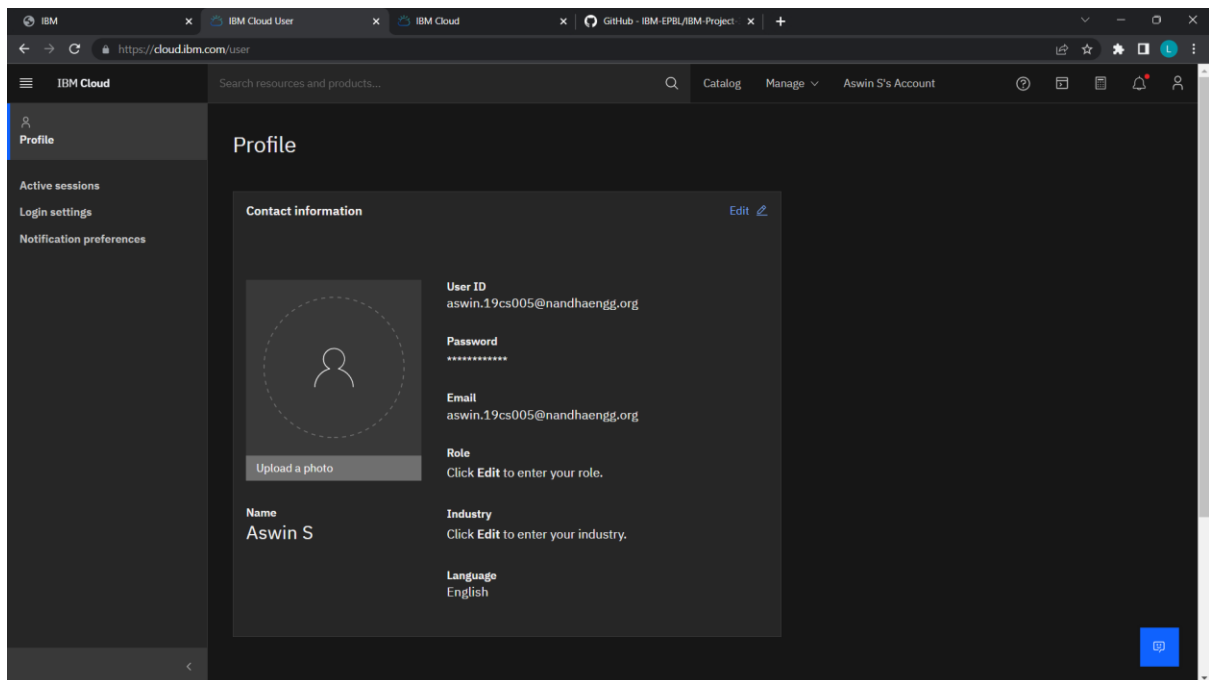 IBM
IBM Cloud User
IBM Cloud
GitHub - IBM-EPBL/IBM-Project-
https://cloud.ibm.com/user
L
IBM Cloud
Search resources and products...
Catalog
Manage
Aswin S's Account
Profile
Active sessions
Login settings
Notification preferences
Profile
Contact information
Edit
User ID
aswin.19cs005@nandhaengg.org
Password
************
Email
aswin.19cs005@nandhaengg.org
Role
Click Edit to enter your role.
Upload a photo
Name
Aswin S
Industry
Click Edit to enter your industry.
Language
English